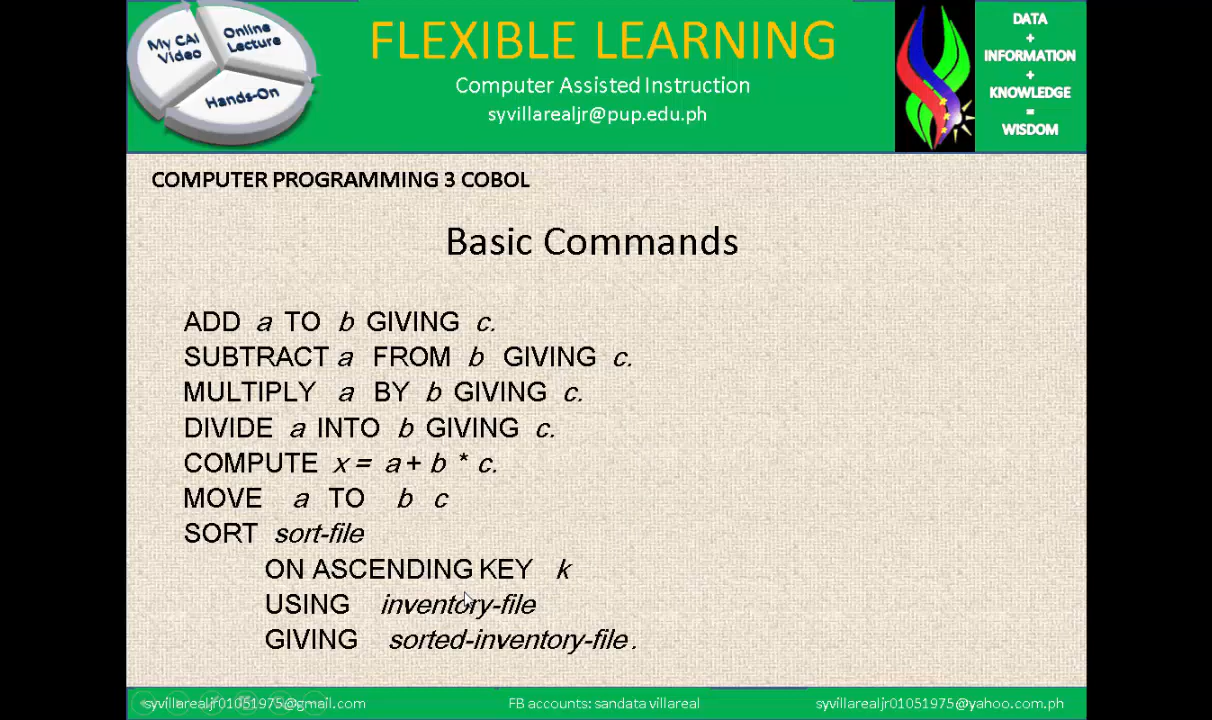 My CAI
Video
Online
Lecture
Hands-On
FLEXIBLE LEARNING
Computer Assisted Instruction
syvillarealjr@pup.edu.ph
DATA
+
INFORMATION
+
KNOWLEDGE
=
WISDOM
COMPUTER PROGRAMMING 3 COBOL
Basic Commands
ADD a TO b GIVING c.
SUBTRACT a FROM b GIVING c.
MULTIPLY a BY b GIVING c.
DIVIDE a INTO b GIVING c.
COMPUTE x = a + b * c.
MOVE a TO b c
SORT sort-file
ON ASCENDING KEY k
USING inventory-file
GIVING sorted-inventory-file.
syvillarealjr01051975@gmail.com
FB accounts: sandata villareal
syvillarealjr01051975@yahoo.com.ph